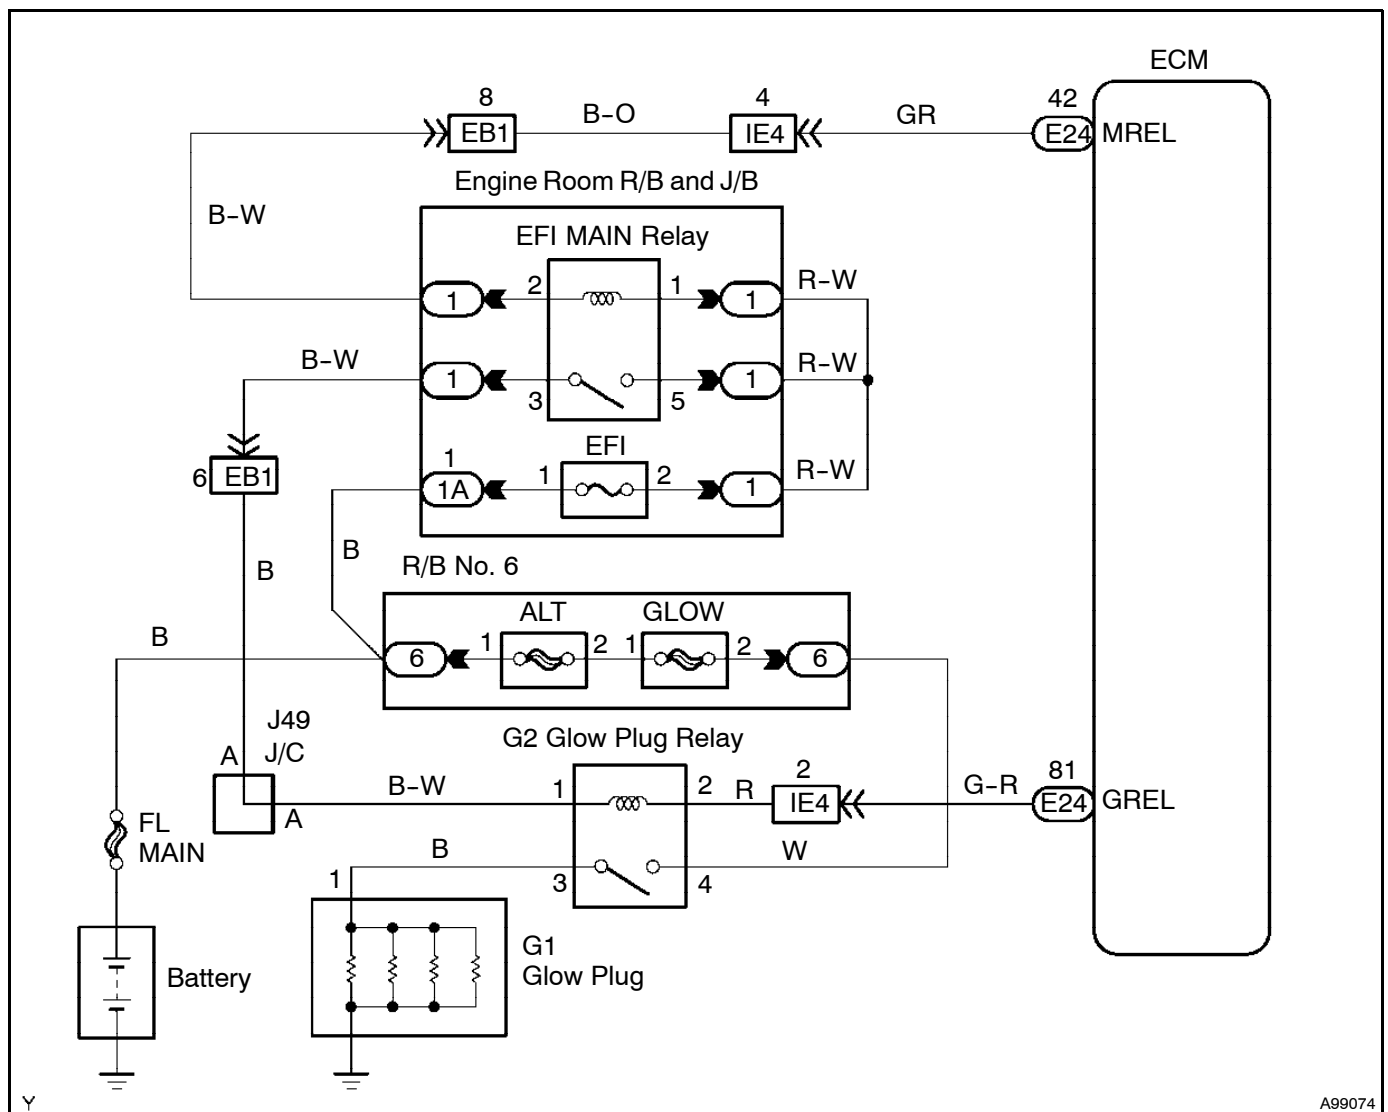 ECM
8
4
42
EB1
B-O
IE4
GR
E24
MREL
Engine Room R/B and J/B
B-W
EFI MAIN Relay
1
2
1
1
R-W
B-W
1
3
5
1
R-W
6
EB1
EFI
1
1A
1
2
1
R-W
B
B
R/B No. 6
ALT
GLOW
B
6
1
2
1
2
6
J49
J/C
A
A
G2 Glow Plug Relay
B-W
1
2
R
2
IE4
G-R
81
E24
GREL
FL
MAIN
B
3
4
W
1
G1
Glow Plug
Battery
Y
A99074